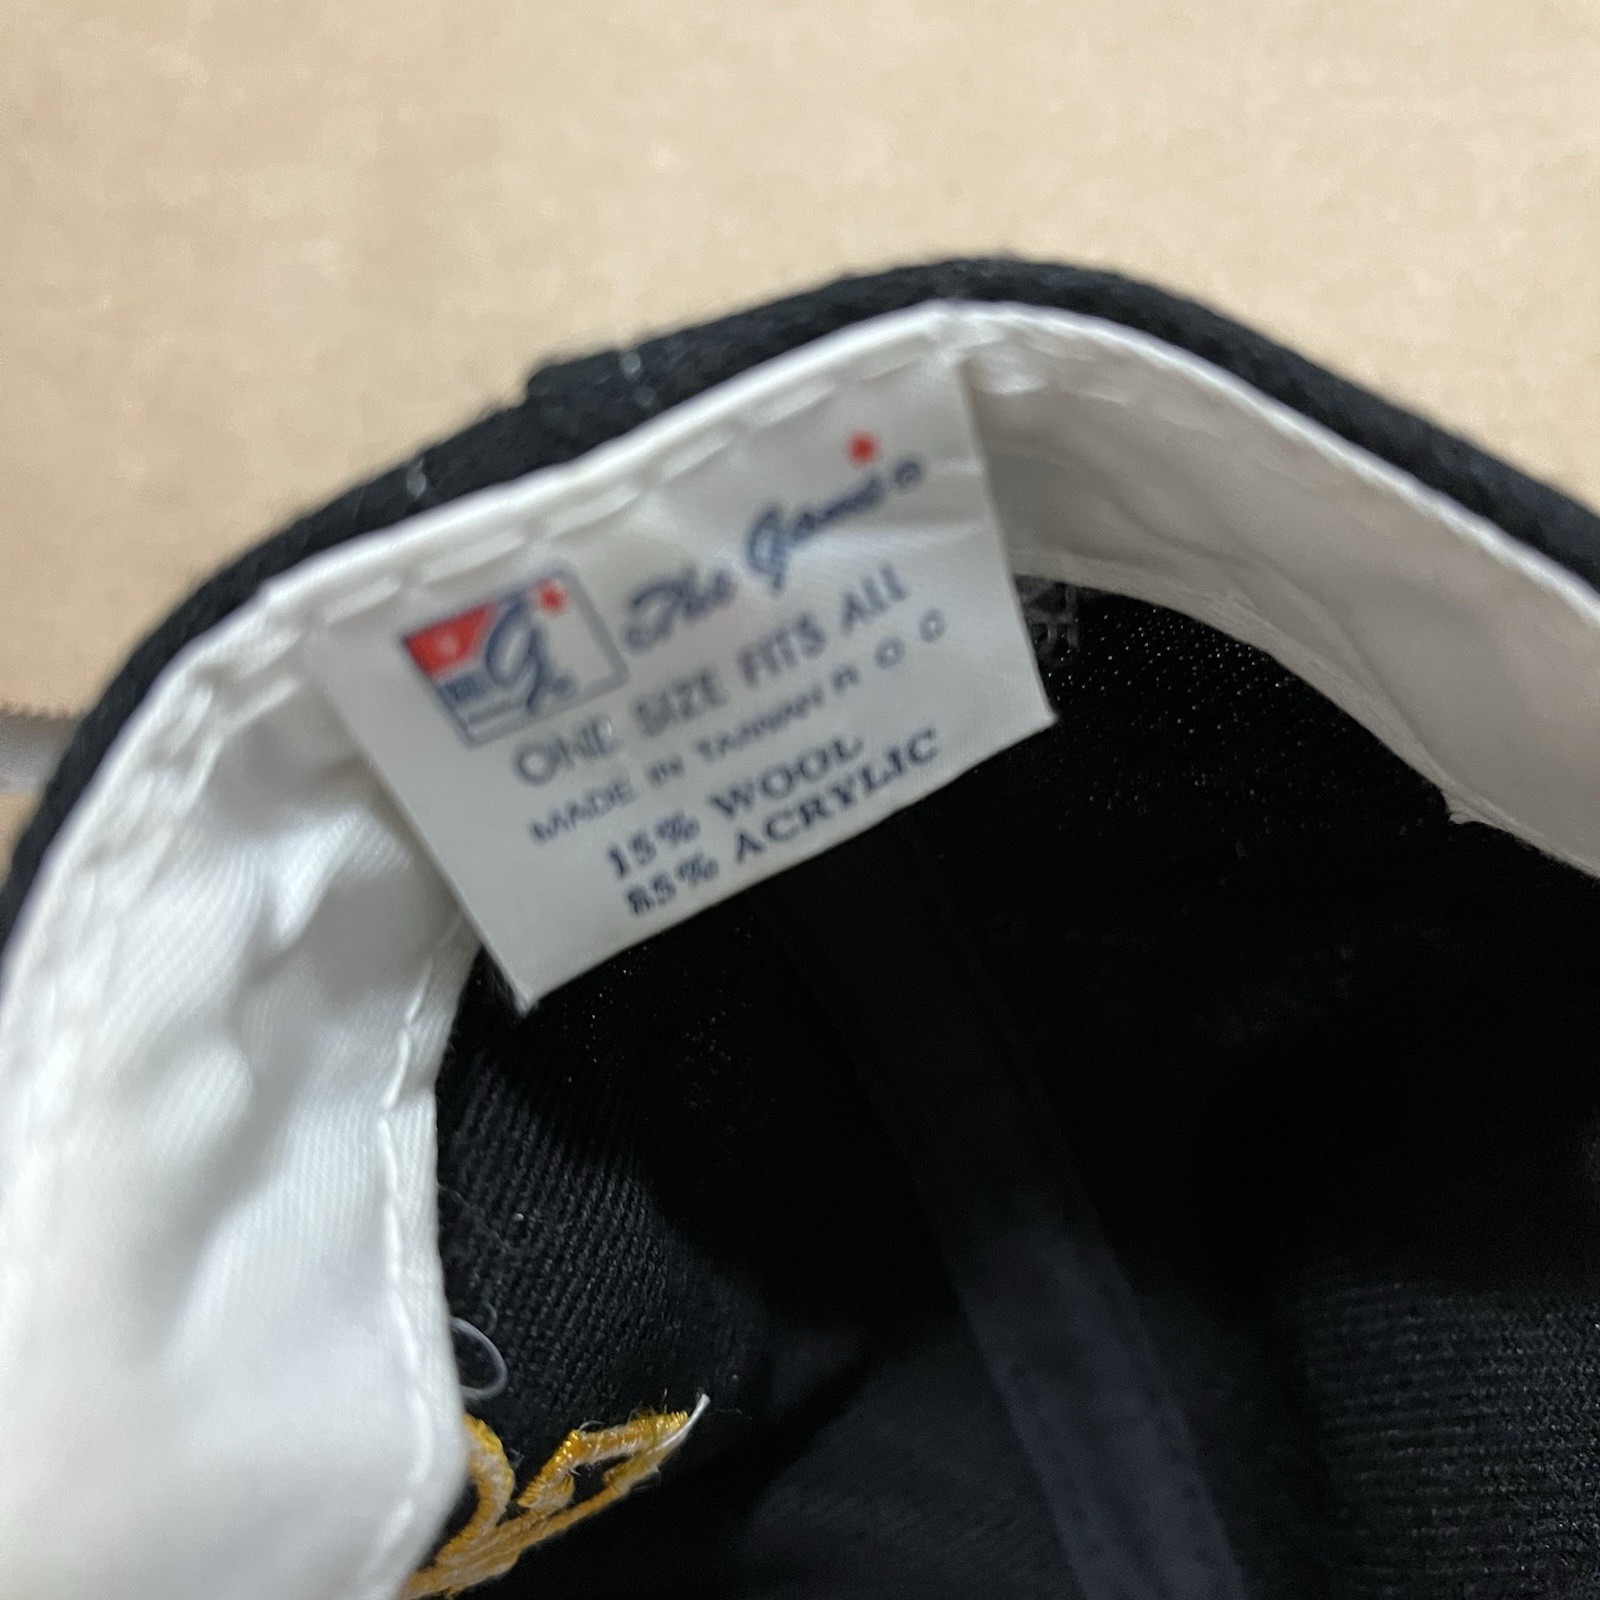 The Game
ONE SIZE FITS ALL
MADE IN TAIWAN R O C
15% WOOL
85% ACRYLIC